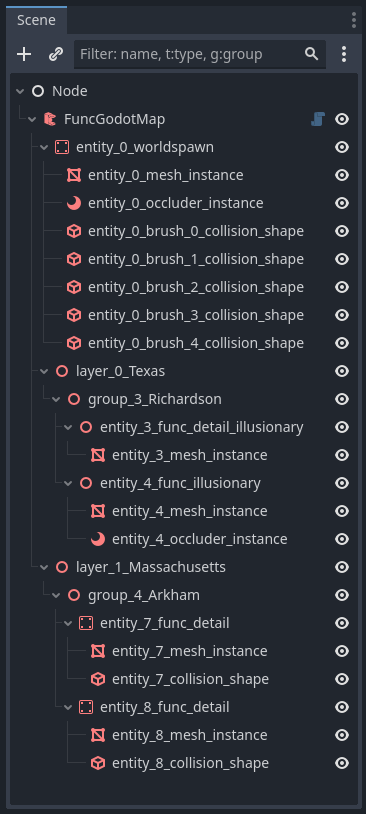 Scene
Filter: name, t:type, g:group
Node
FuncGodotMap
entity_0_worldspawn
entity_0_mesh_instance
entity_0_occluder_instance
entity_0_brush_0_collision_shape
entity_0_brush_1_collision_shape
entity_0_brush_2_collision_shape
entity_0_brush_3_collision_shape
entity_0_brush_4_collision_shape
layer_0_Texas
group_3_Richardson
entity_3_func_detail_illusionary
entity_3_mesh_instance
entity_4_func_illusionary
entity_4_mesh_instance
entity_4_occluder_instance
layer_1_Massachusetts
group_4_Arkham
entity_7_func_detail
entity_7_mesh_instance
entity_7_collision_shape
entity_8_func_detail
entity_8_mesh_instance
entity_8_collision_shape